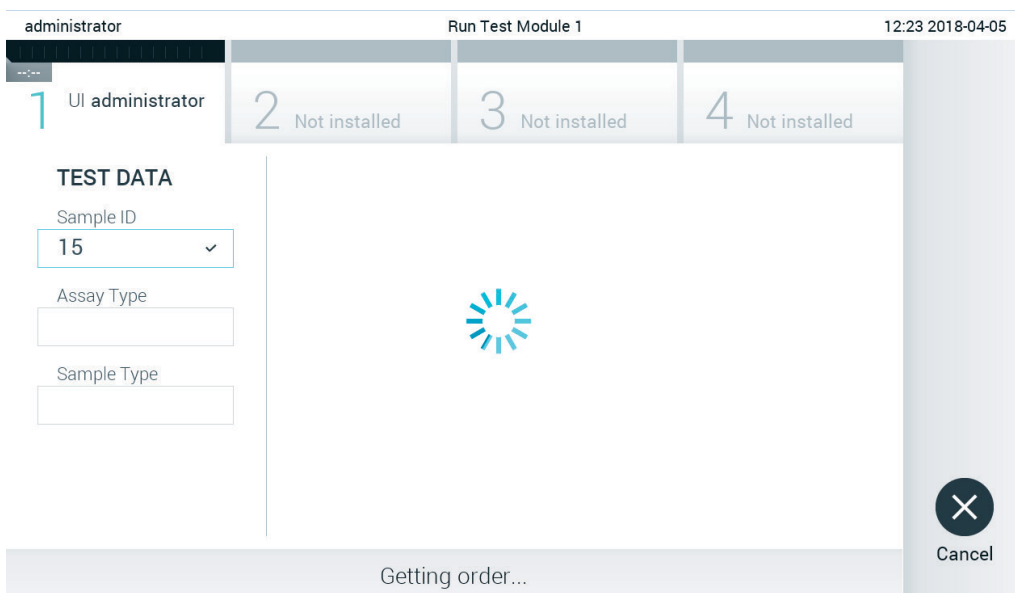 administrator Run Test Module 1 12:23 2018-04-05
--:--
1 UI administrator 2 Not installed 3 Not installed 4 Not installed
TEST DATA
Sample ID
15
Assay Type
Sample Type
Cancel
Getting order...